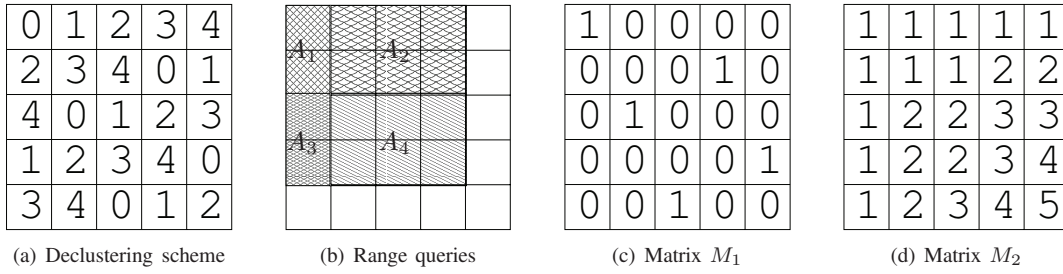 0 1 2 3 4
2 3 4 0 1
4 0 1 2 3
1 2 3 4 0
3 4 0 1 2
(a) Declustering scheme
A₁ A₂
A₃ A₄
(b) Range queries
1 0 0 0 0
0 0 0 1 0
0 1 0 0 0
0 0 0 0 1
0 0 1 0 0
(c) Matrix M₁
1 1 1 1 1
1 1 1 2 2
1 2 2 3 3
1 2 2 3 4
1 2 3 4 5
(d) Matrix M₂